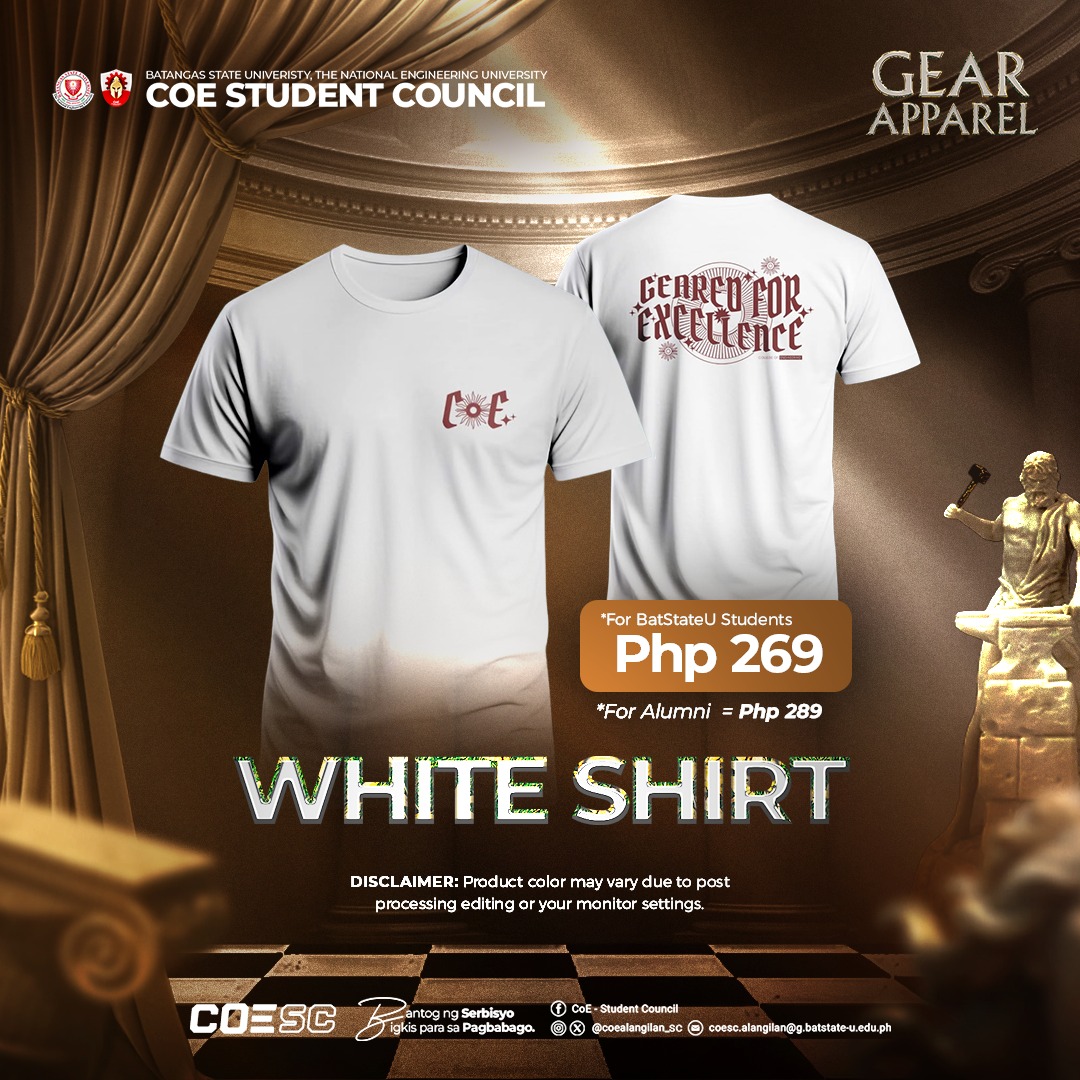 BATANGAS STATE UNIVERISTY, THE NATIONAL ENGINEERING UNIVERSITY
COE STUDENT COUNCIL
GEAR
APPAREL
GEARED FOR
EXCELLENCE
CoE
*For BatStateU Students
Php 269
*For Alumni = Php 289
WHITE SHIRT
DISCLAIMER: Product color may vary due to post
processing editing or your monitor settings.
COESC
Bantog ng Serbisyo
Bigkis para sa Pagbabago.
CoE - Student Council
@coealangilan_sc coesc.alangilan@g.batstate-u.edu.ph